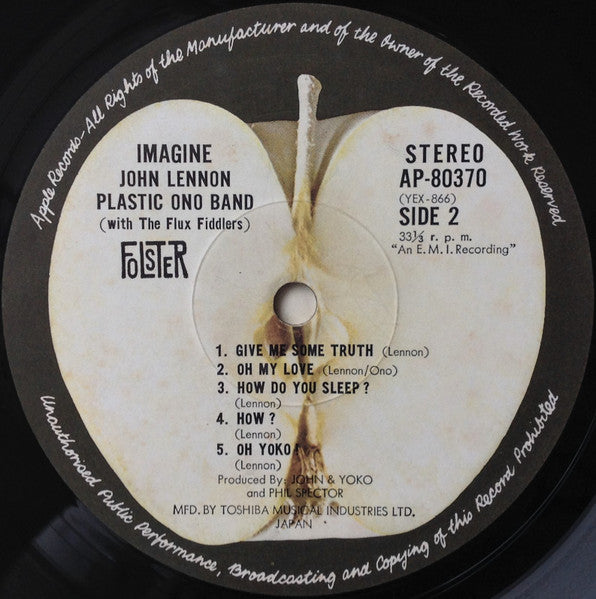 Apple Records-All Rights of the Manufacturer and of the Owner of the Recorded Work Reserved
IMAGINE
JOHN LENNON
PLASTIC ONO BAND
(with The Flux Fiddlers)
FOLSTER
STEREO
AP-80370
(YEX-866)
SIDE 2
33⅓ r. p. m.
"An E.M.I. Recording"
1. GIVE ME SOME TRUTH (Lennon)
2. OH MY LOVE (Lennon/Ono)
3. HOW DO YOU SLEEP?
(Lennon)
4. HOW?
(Lennon)
5. OH YOKO!
(Lennon)
Produced By: JOHN & YOKO
and PHIL SPECTOR
MFD. BY TOSHIBA MUSICAL INDUSTRIES LTD.
JAPAN
Unauthorised Public Performance, Broadcasting and Copying of this Record Prohibited